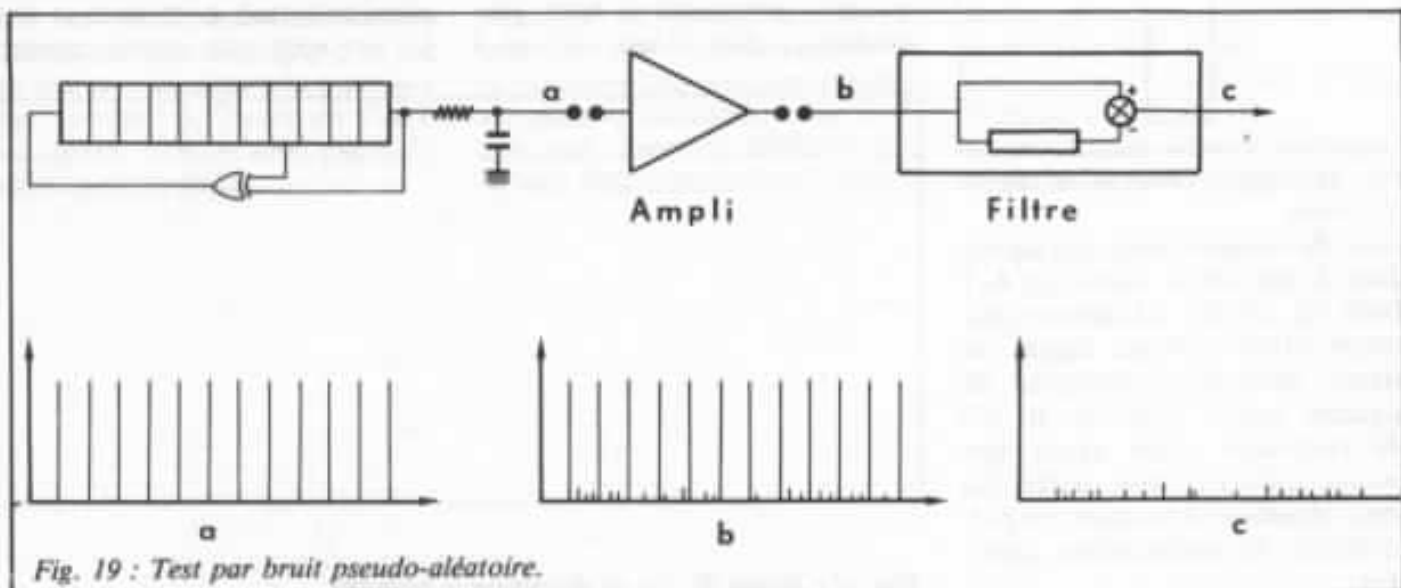 a
b
+
-
c
Ampli
Filtre
a
b
c
Fig. 19 : Test par bruit pseudo-aléatoire.